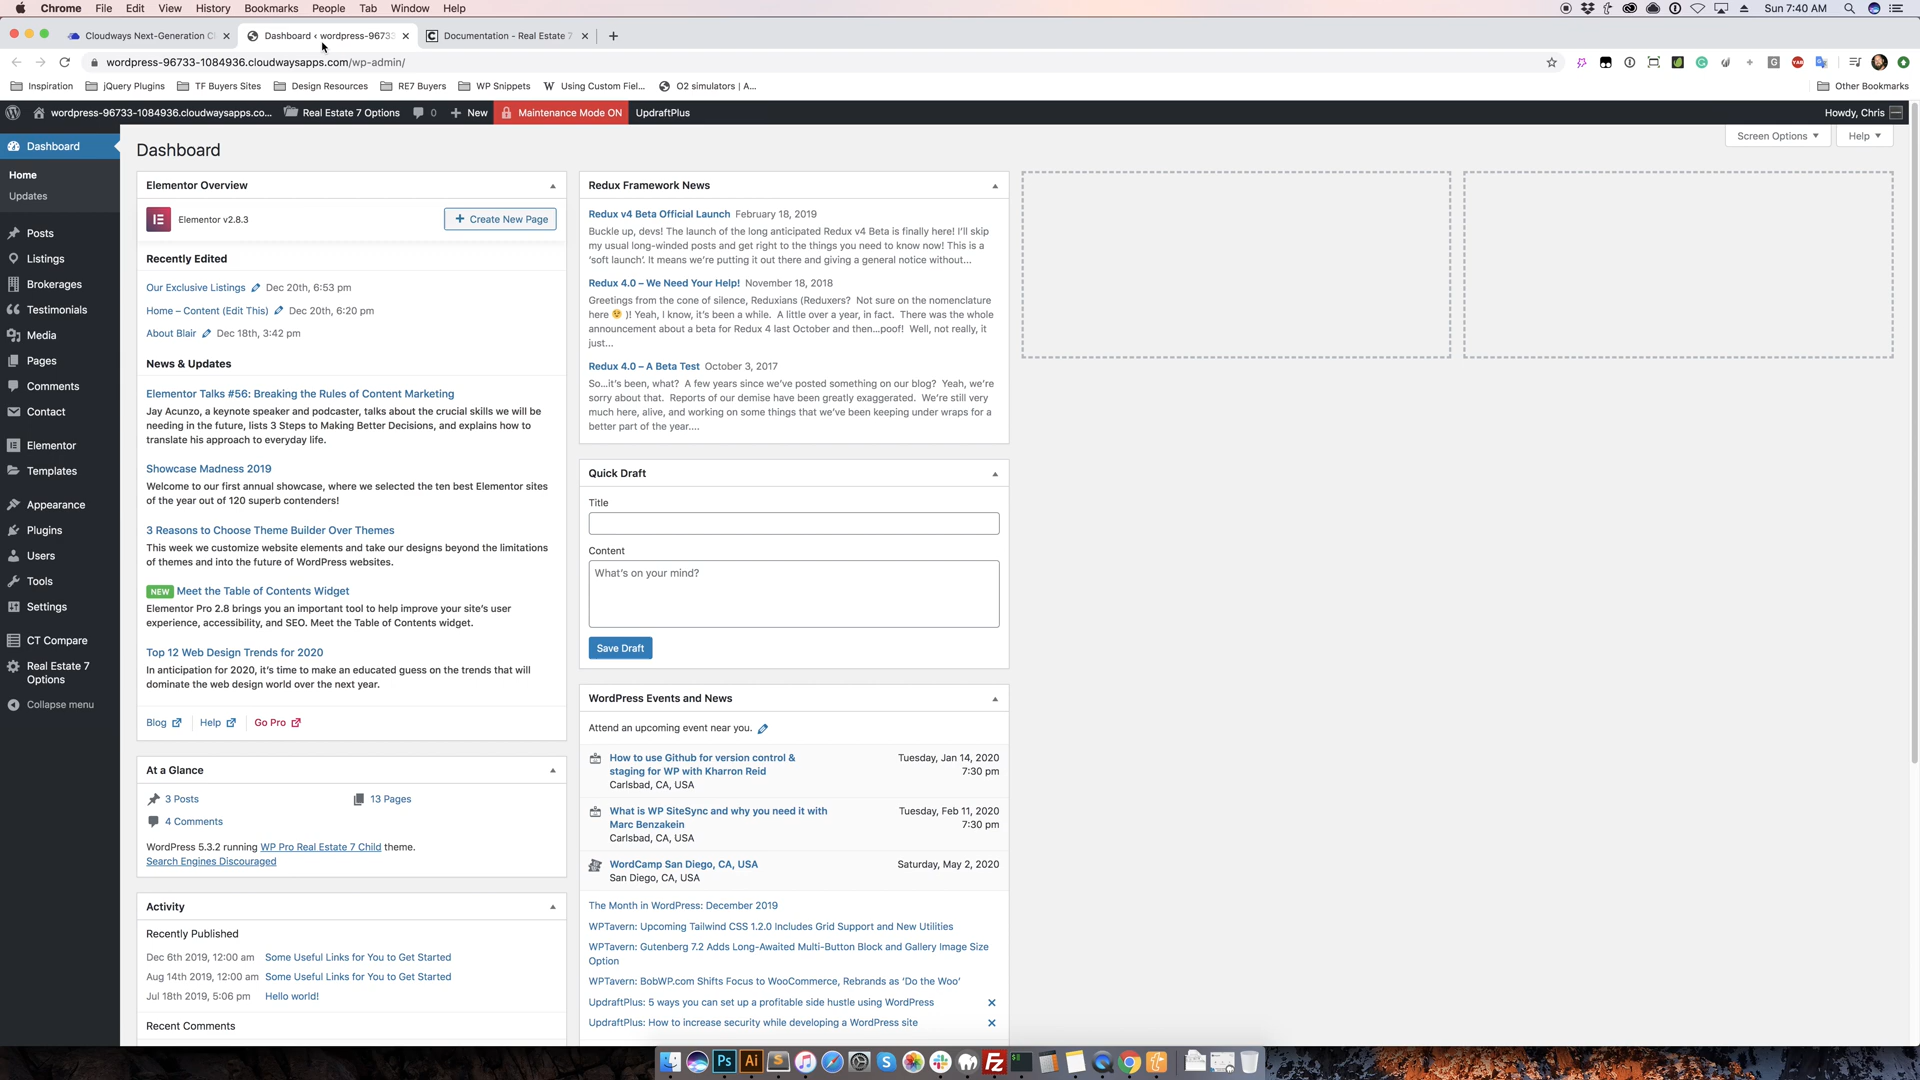 Chrome File Edit View History Bookmarks People Tab Window Help Sun 7:40 AM
Cloudways Next-Generation C Dashboard ‹ wordpress-96733 Documentation - Real Estate 7
wordpress-96733-1084936.cloudwaysapps.com/wp-admin/
Inspiration jQuery Plugins TF Buyers Sites Design Resources RE7 Buyers WP Snippets Using Custom Fiel... O2 simulators | A... Other Bookmarks
wordpress-96733-1084936.cloudwaysapps.co... Real Estate 7 Options 0 New Maintenance Mode ON UpdraftPlus Howdy, Chris
Screen Options Help
Dashboard
Home
Updates
Posts
Listings
Brokerages
Testimonials
Media
Pages
Comments
Contact
Elementor
Templates
Appearance
Plugins
Users
Tools
Settings
CT Compare
Real Estate 7
Options
Collapse menu
Dashboard
Elementor Overview
Elementor v2.8.3 + Create New Page
Recently Edited
Our Exclusive Listings Dec 20th, 6:53 pm
Home – Content (Edit This) Dec 20th, 6:20 pm
About Blair Dec 18th, 3:42 pm
News & Updates
Elementor Talks #56: Breaking the Rules of Content Marketing
Jay Acunzo, a keynote speaker and podcaster, talks about the crucial skills we will be
needing in the future, lists 3 Steps to Making Better Decisions, and explains how to
translate his approach to everyday life.
Showcase Madness 2019
Welcome to our first annual showcase, where we selected the ten best Elementor sites
of the year out of 120 superb contenders!
3 Reasons to Choose Theme Builder Over Themes
This week we customize website elements and take our designs beyond the limitations
of themes and into the future of WordPress websites.
NEW Meet the Table of Contents Widget
Elementor Pro 2.8 brings you an important tool to help improve your site's user
experience, accessibility, and SEO. Meet the Table of Contents widget.
Top 12 Web Design Trends for 2020
In anticipation for 2020, it's time to make an educated guess on the trends that will
dominate the web design world over the next year.
Blog Help Go Pro
At a Glance
3 Posts 13 Pages
4 Comments
WordPress 5.3.2 running WP Pro Real Estate 7 Child theme.
Search Engines Discouraged
Activity
Recently Published
Dec 6th 2019, 12:00 am Some Useful Links for You to Get Started
Aug 14th 2019, 12:00 am Some Useful Links for You to Get Started
Jul 18th 2019, 5:06 pm Hello world!
Recent Comments
Redux Framework News
Redux v4 Beta Official Launch February 18, 2019
Buckle up, devs! The launch of the long anticipated Redux v4 Beta is finally here! I'll skip
my usual long-winded posts and get right to the things you need to know now! This is a
'soft launch'. It means we're putting it out there and giving a general notice without...
Redux 4.0 – We Need Your Help! November 18, 2018
Greetings from the cone of silence, Reduxians (Reduxers? Not sure on the nomenclature
here 😉 )! Yeah, I know, it's been a while. A little over a year, in fact. There was the whole
announcement about a beta for Redux 4 last October and then...poof! Well, not really, it
just...
Redux 4.0 – A Beta Test October 3, 2017
So...it's been, what? A few years since we've posted something on our blog? Yeah, we're
sorry about that. Reports of our demise have been greatly exaggerated. We're still very
much here, alive, and working on some things that we've been keeping under wraps for a
better part of the year....
Quick Draft
Title
Content
What's on your mind?
Save Draft
WordPress Events and News
Attend an upcoming event near you.
How to use Github for version control & Tuesday, Jan 14, 2020
staging for WP with Kharron Reid 7:30 pm
Carlsbad, CA, USA
What is WP SiteSync and why you need it with Tuesday, Feb 11, 2020
Marc Benzakein 7:30 pm
Carlsbad, CA, USA
WordCamp San Diego, CA, USA Saturday, May 2, 2020
San Diego, CA, USA
The Month in WordPress: December 2019
WPTavern: Upcoming Tailwind CSS 1.2.0 Includes Grid Support and New Utilities
WPTavern: Gutenberg 7.2 Adds Long-Awaited Multi-Button Block and Gallery Image Size
Option
WPTavern: BobWP.com Shifts Focus to WooCommerce, Rebrands as 'Do the Woo'
UpdraftPlus: 5 ways you can set up a profitable side hustle using WordPress
UpdraftPlus: How to increase security while developing a WordPress site
Ps Ai